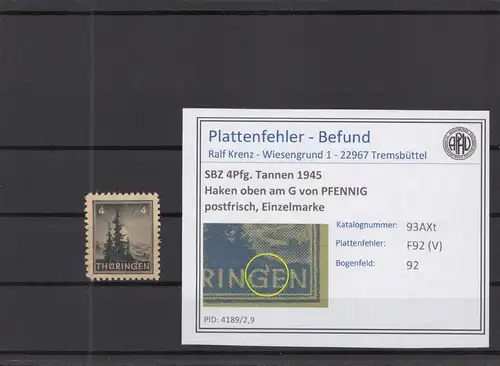 Plattenfehler - Befund
Ralf Krenz - Wiesengrund 1 - 22967 Tremsbüttel
SBZ 4Pfg. Tannen 1945
Haken oben am G von PFENNIG
postfrisch, Einzelmarke
Katalognummer: 93AXt
Plattenfehler: F92 (V)
Bogenfeld: 92
RINGEN
PID: 4189/2,9
4 4
THÜRINGEN